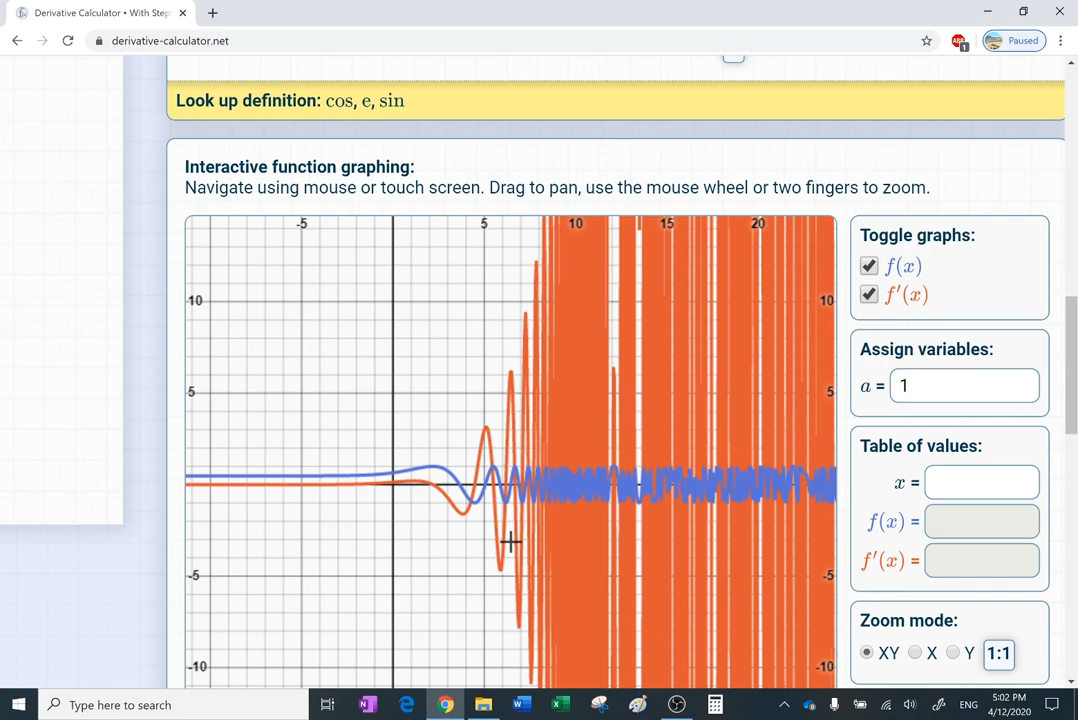 Derivative Calculator • With Step
derivative-calculator.net
ABP
1
Paused
Look up definition: cos, e, sin
Interactive function graphing:
Navigate using mouse or touch screen. Drag to pan, use the mouse wheel or two fingers to zoom.
-5 5 10 15 20
10 10
5 5
-5 -5
-10 -10
Toggle graphs:
f(x)
f′(x)
Assign variables:
a = 1
Table of values:
x =
f(x) =
f′(x) =
Zoom mode:
XY X Y 1:1
Type here to search
ENG
5:02 PM
4/12/2020